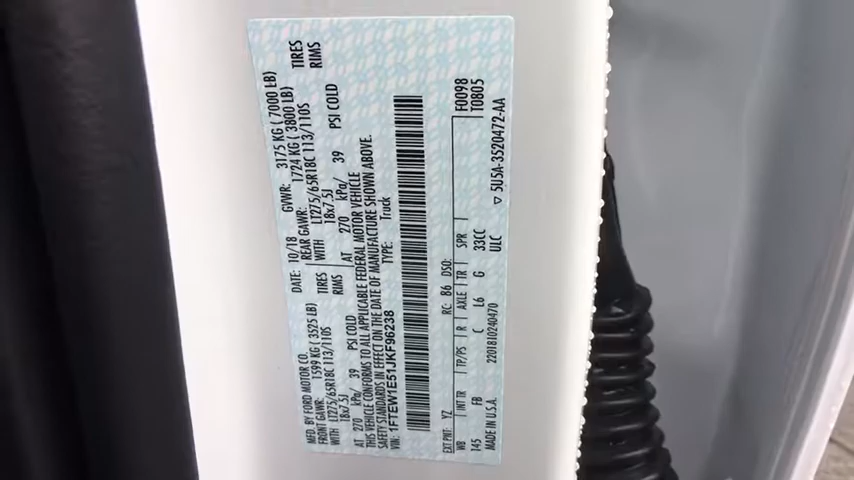 MFD. BY FORD MOTOR CO.
DATE: 10/18
GVWR: 3175 KG ( 7000 LB)
FRONT GAWR: 1599 KG ( 3525 LB)
REAR GAWR: 1724 KG ( 3800 LB)
WITH LT275/65R18C 113/110S TIRES
WITH LT275/65R18C 113/110S TIRES
18x7.5J RIMS
18x7.5J RIMS
AT 270 kPa/ 39 PSI COLD
AT 270 kPa/ 39 PSI COLD
THIS VEHICLE CONFORMS TO ALL APPLICABLE FEDERAL MOTOR VEHICLE
SAFETY STANDARDS IN EFFECT ON THE DATE OF MANUFACTURE SHOWN ABOVE.
VIN: 1FTEW1E51JKF96238
TYPE: Truck
EXT PNT: YZ RC: B6 DSO: F0098
T0805
WB INT TR TP/PS R AXLE TR SPR
145 FB C L6 G 33CC
ULC
MADE IN U.S.A. 2201810240470 ▽ 5U5A-3520472-AA